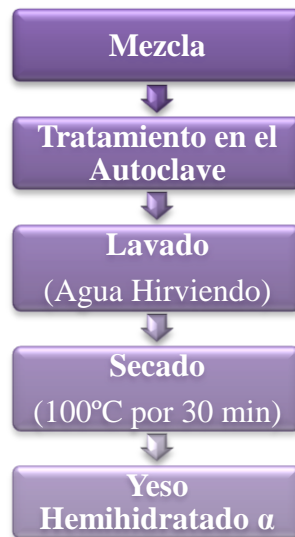 Mezcla
Tratamiento en el
Autoclave
Lavado
(Agua Hirviendo)
Secado
(100ºC por 30 min)
Yeso
Hemihidratado α